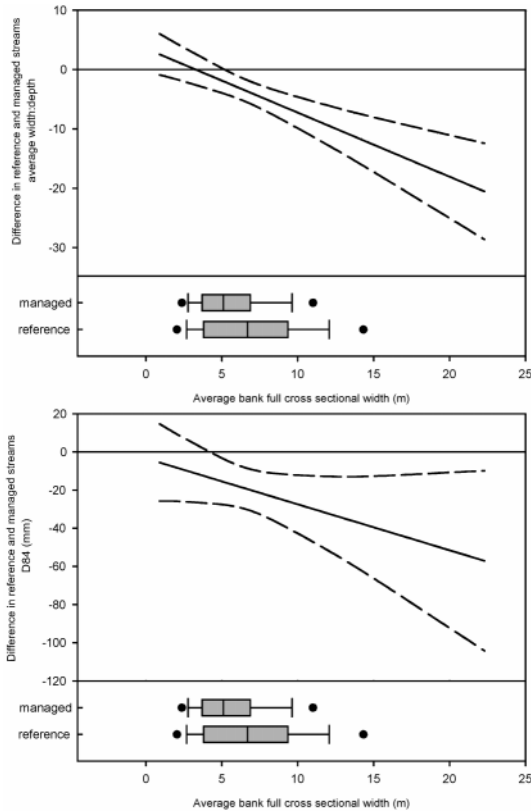 Difference in reference and managed streams
average width:depth
10
0
-10
-20
-30
managed
reference
0 5 10 15 20 25
Average bank full cross sectional width (m)
Difference in reference and managed streams
D84 (mm)
20
0
-20
-40
-60
-80
-100
-120
managed
reference
0 5 10 15 20 25
Average bank full cross sectional width (m)